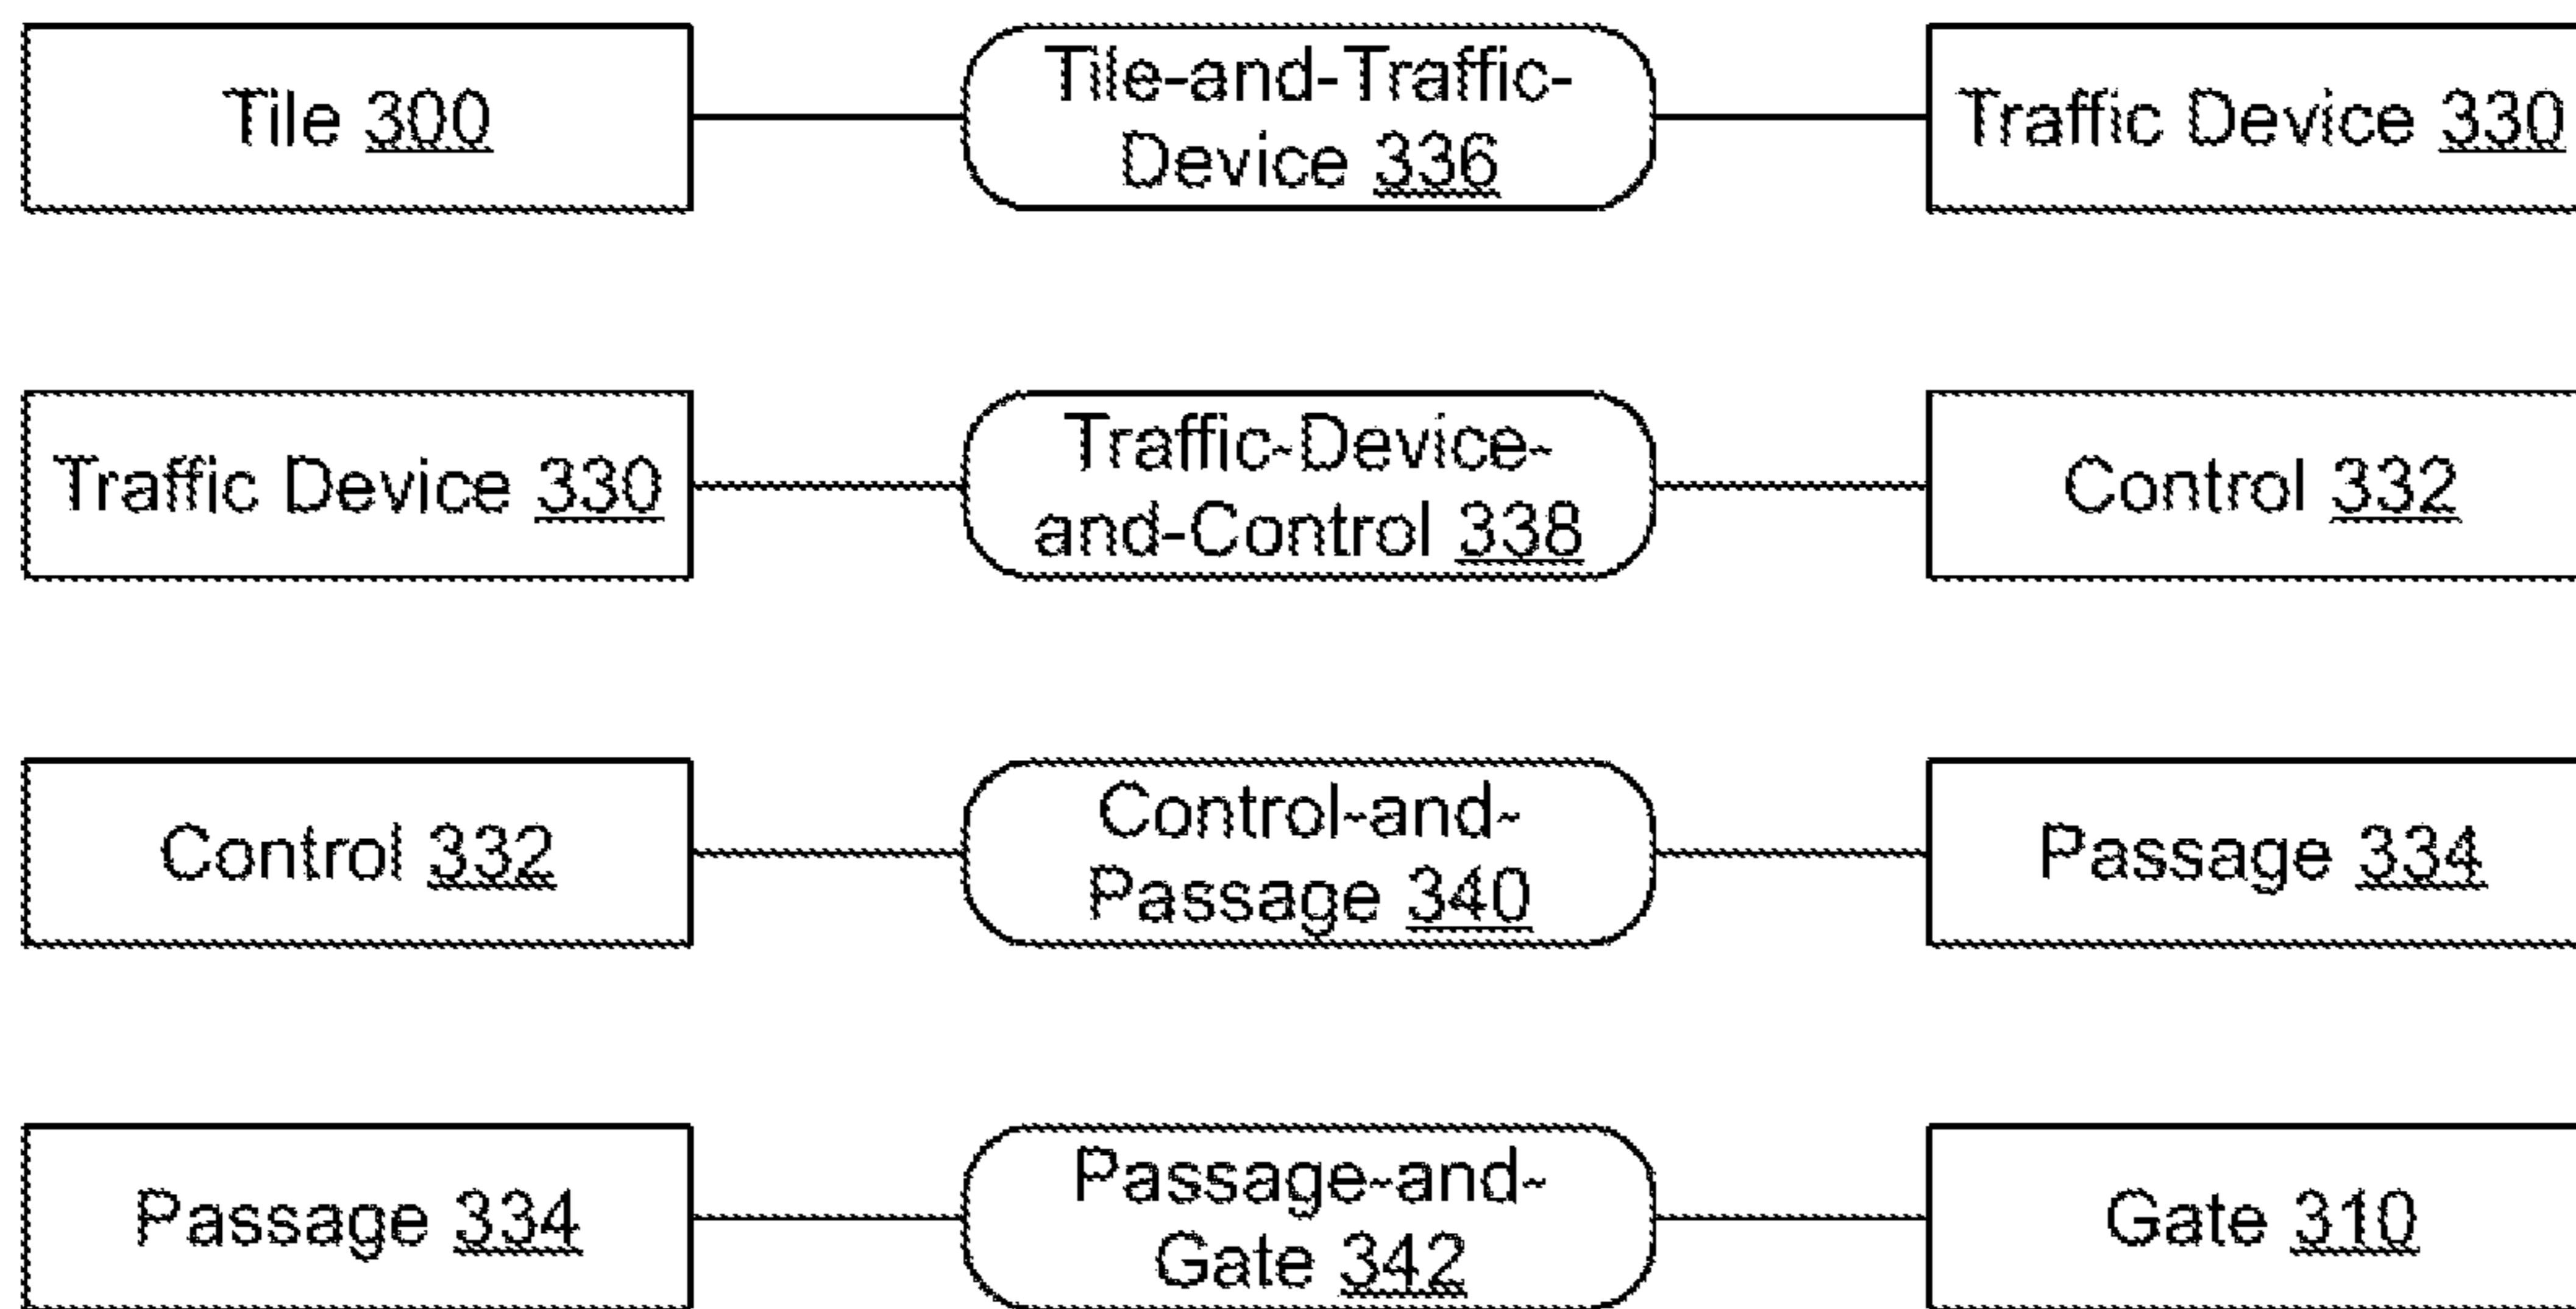 Tile 300
Tile-and-Traffic-
Device 336
Traffic Device 330
Traffic Device 330
Traffic-Device-
and-Control 338
Control 332
Control 332
Control-and-
Passage 340
Passage 334
Passage 334
Passage-and-
Gate 342
Gate 310